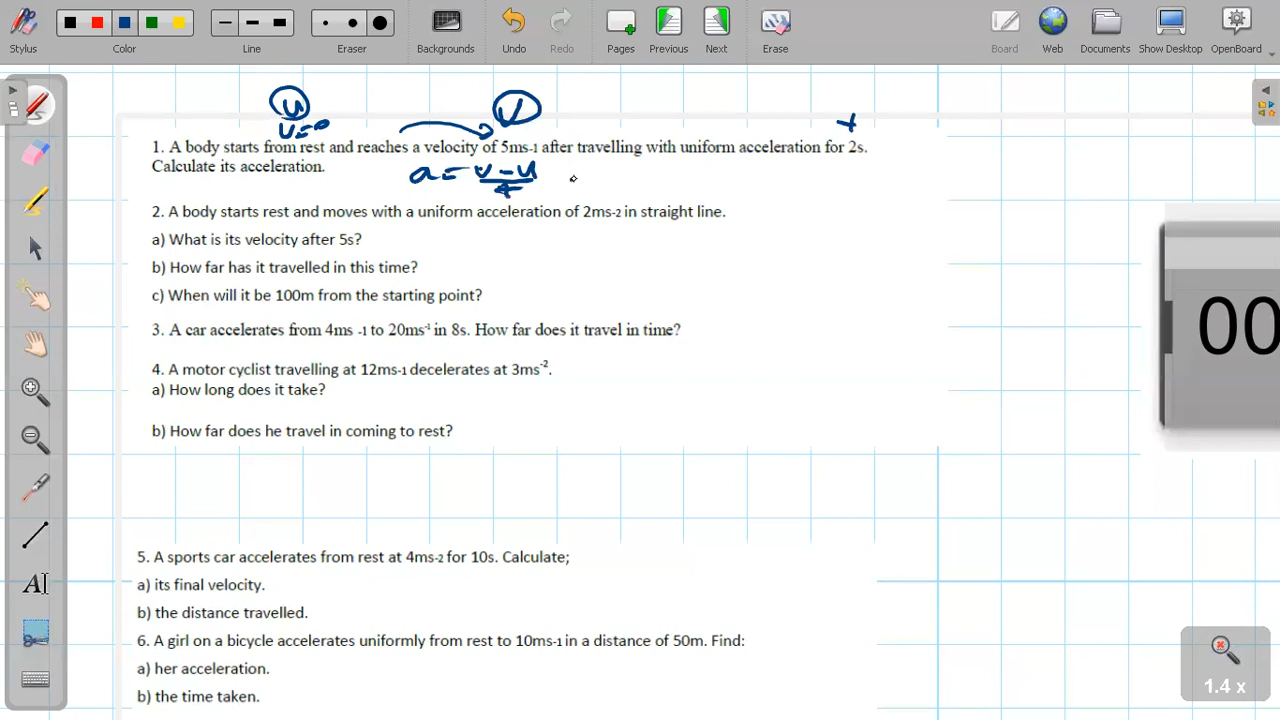 Stylus Color Line Eraser Backgrounds Undo Redo Pages Previous Next Erase Board Web Documents Show Desktop OpenBoard
u v
v=0 t
1. A body starts from rest and reaches a velocity of 5ms-1 after travelling with uniform acceleration for 2s.
Calculate its acceleration.
a = v - u
t
2. A body starts rest and moves with a uniform acceleration of 2ms-2 in straight line.
a) What is its velocity after 5s?
b) How far has it travelled in this time?
c) When will it be 100m from the starting point?
00
3. A car accelerates from 4ms -1 to 20ms-1 in 8s. How far does it travel in time?
4. A motor cyclist travelling at 12ms-1 decelerates at 3ms-2.
a) How long does it take?
b) How far does he travel in coming to rest?
5. A sports car accelerates from rest at 4ms-2 for 10s. Calculate;
a) its final velocity.
b) the distance travelled.
6. A girl on a bicycle accelerates uniformly from rest to 10ms-1 in a distance of 50m. Find:
a) her acceleration.
b) the time taken.
1.4 x